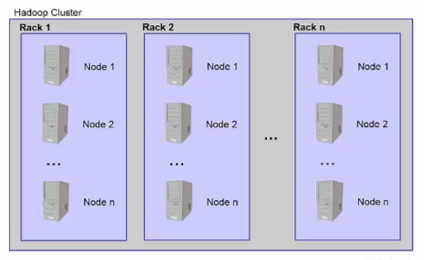 Hadoop Cluster
Rack 1
Rack 2
Rack n
Node 1
Node 1
Node 1
Node 2
Node 2
...
Node 2
...
...
...
Node n
Node n
Node n